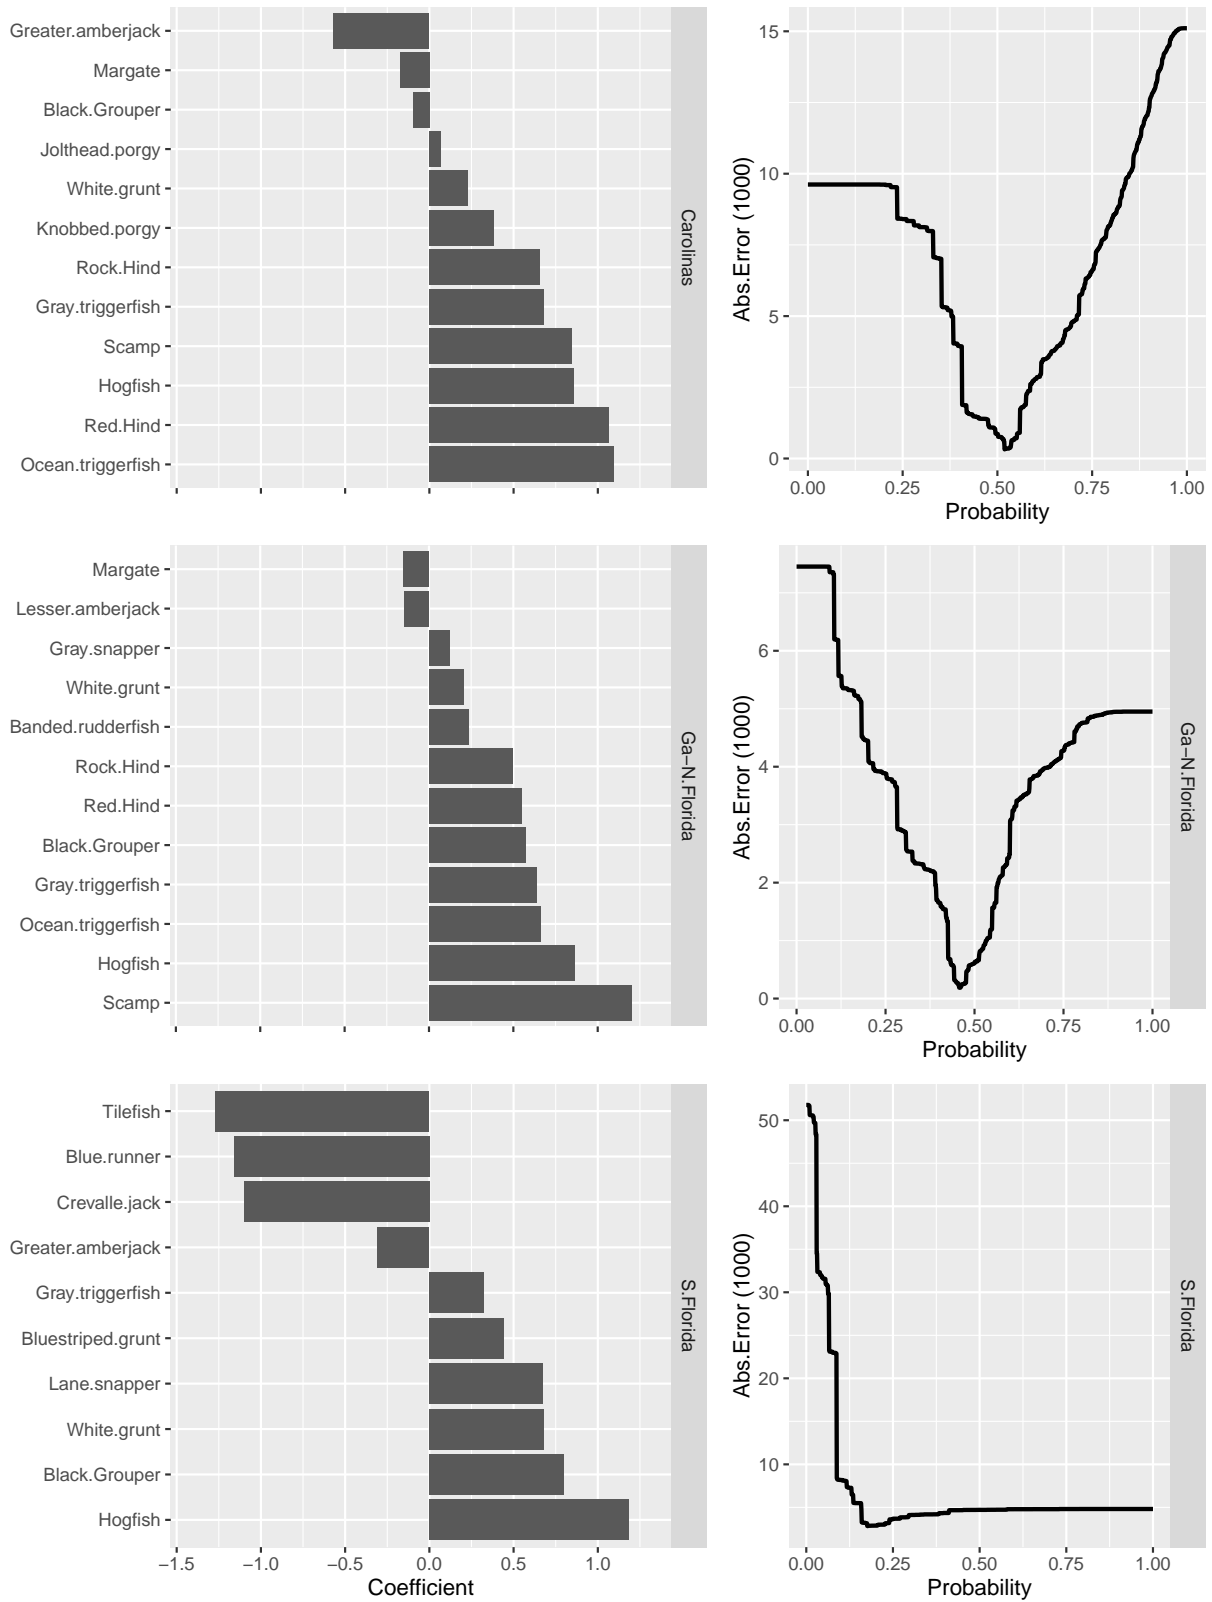 Greater.amberjack
Margate
Black.Grouper
Jolthead.porgy
White.grunt
Knobbed.porgy
Rock.Hind
Gray.triggerfish
Scamp
Hogfish
Red.Hind
Ocean.triggerfish
Carolinas
15
10
5
0
Abs.Error (1000)
0.00 0.25 0.50 0.75 1.00
Probability
Margate
Lesser.amberjack
Gray.snapper
White.grunt
Banded.rudderfish
Rock.Hind
Red.Hind
Black.Grouper
Gray.triggerfish
Ocean.triggerfish
Hogfish
Scamp
Ga−N.Florida
6
4
2
0
Abs.Error (1000)
0.00 0.25 0.50 0.75 1.00
Probability
Ga−N.Florida
Tilefish
Blue.runner
Crevalle.jack
Greater.amberjack
Gray.triggerfish
Bluestriped.grunt
Lane.snapper
White.grunt
Black.Grouper
Hogfish
−1.5 −1.0 −0.5 0.0 0.5 1.0
Coefficient
S.Florida
50
40
30
20
10
Abs.Error (1000)
0.00 0.25 0.50 0.75 1.00
Probability
S.Florida